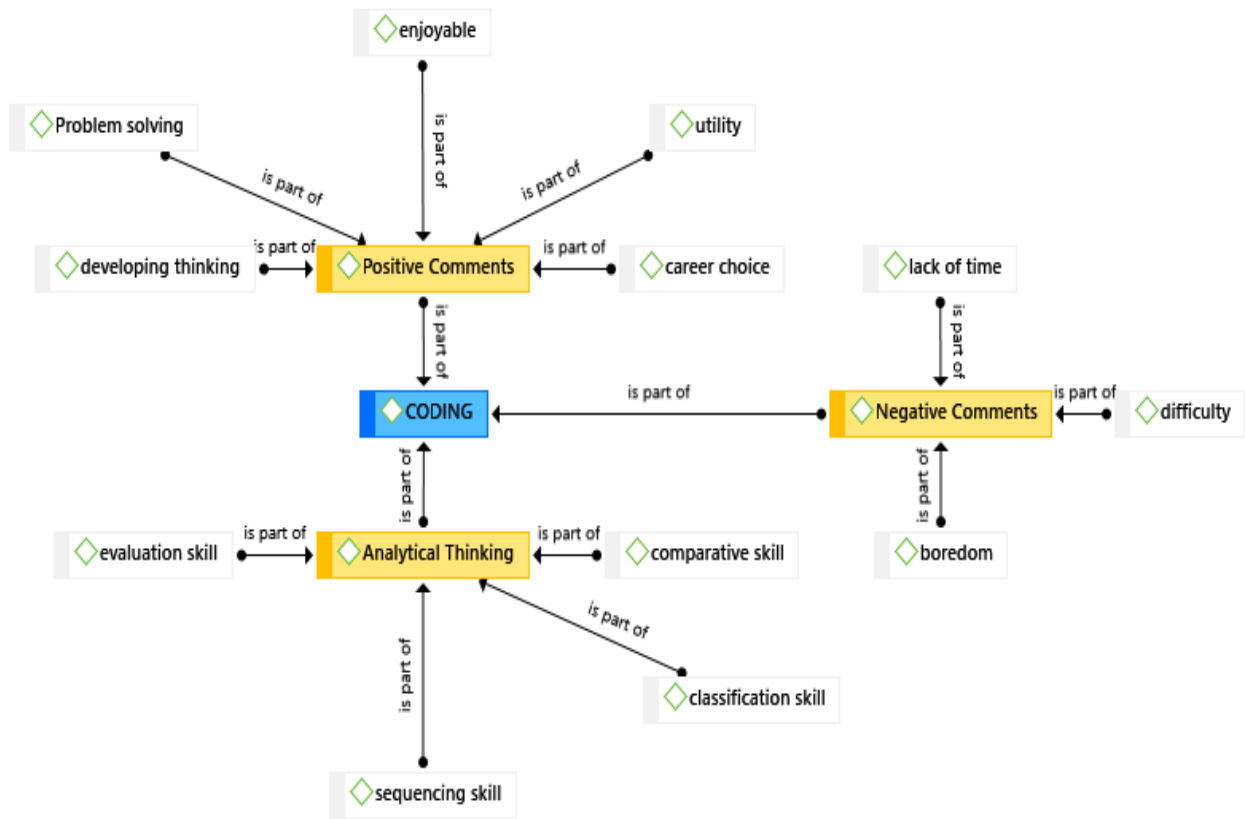 enjoyable
is part of
Problem solving
is part of
utility
is part of
developing thinking
is part of
Positive Comments
is part of
career choice
lack of time
is part of
is part of
CODING
is part of
Negative Comments
is part of
difficulty
is part of
is part of
evaluation skill
is part of
Analytical Thinking
is part of
comparative skill
boredom
is part of
is part of
classification skill
sequencing skill